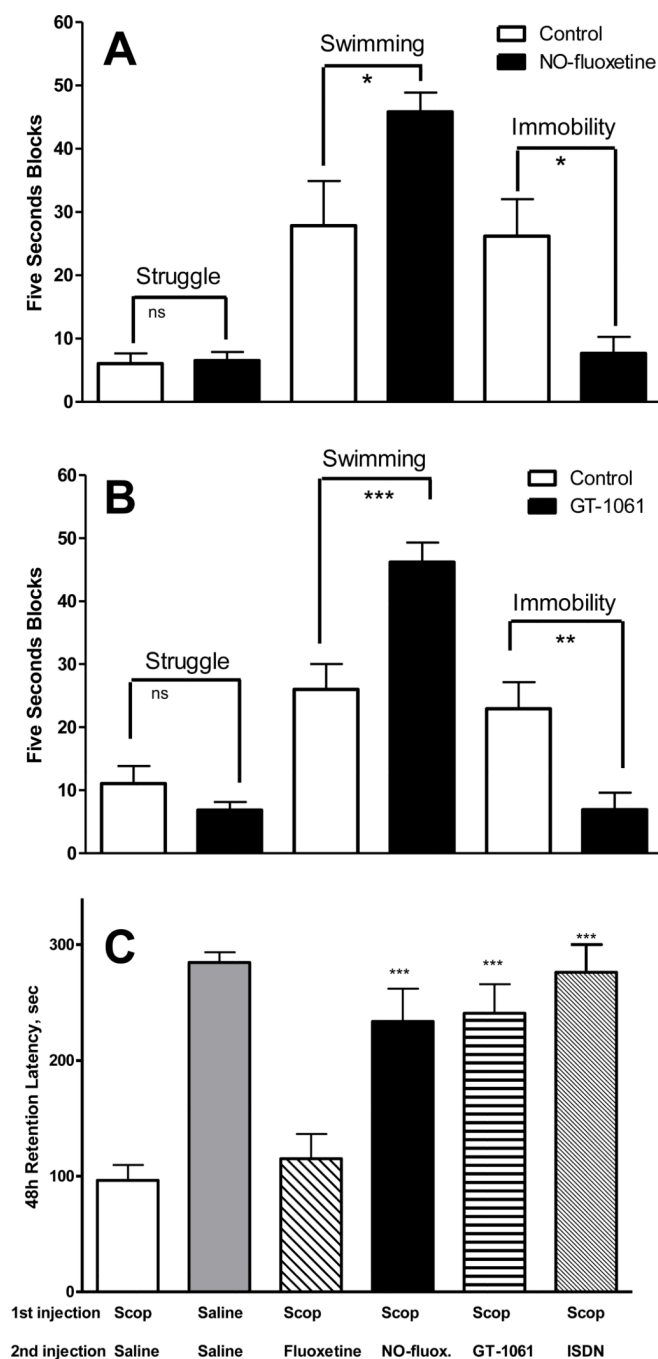 A
Control
NO-fluoxetine
Swimming
*
Immobility
*
Struggle
ns
Five Seconds Blocks
60
50
40
30
20
10
0
B
Control
GT-1061
Swimming
***
Immobility
**
Struggle
ns
Five Seconds Blocks
60
50
40
30
20
10
0
C
*** *** ***
48h Retention Latency, sec
300
200
100
0
1st injection Scop Saline Scop Scop Scop Scop
2nd injection Saline Saline Fluoxetine NO-fluox. GT-1061 ISDN